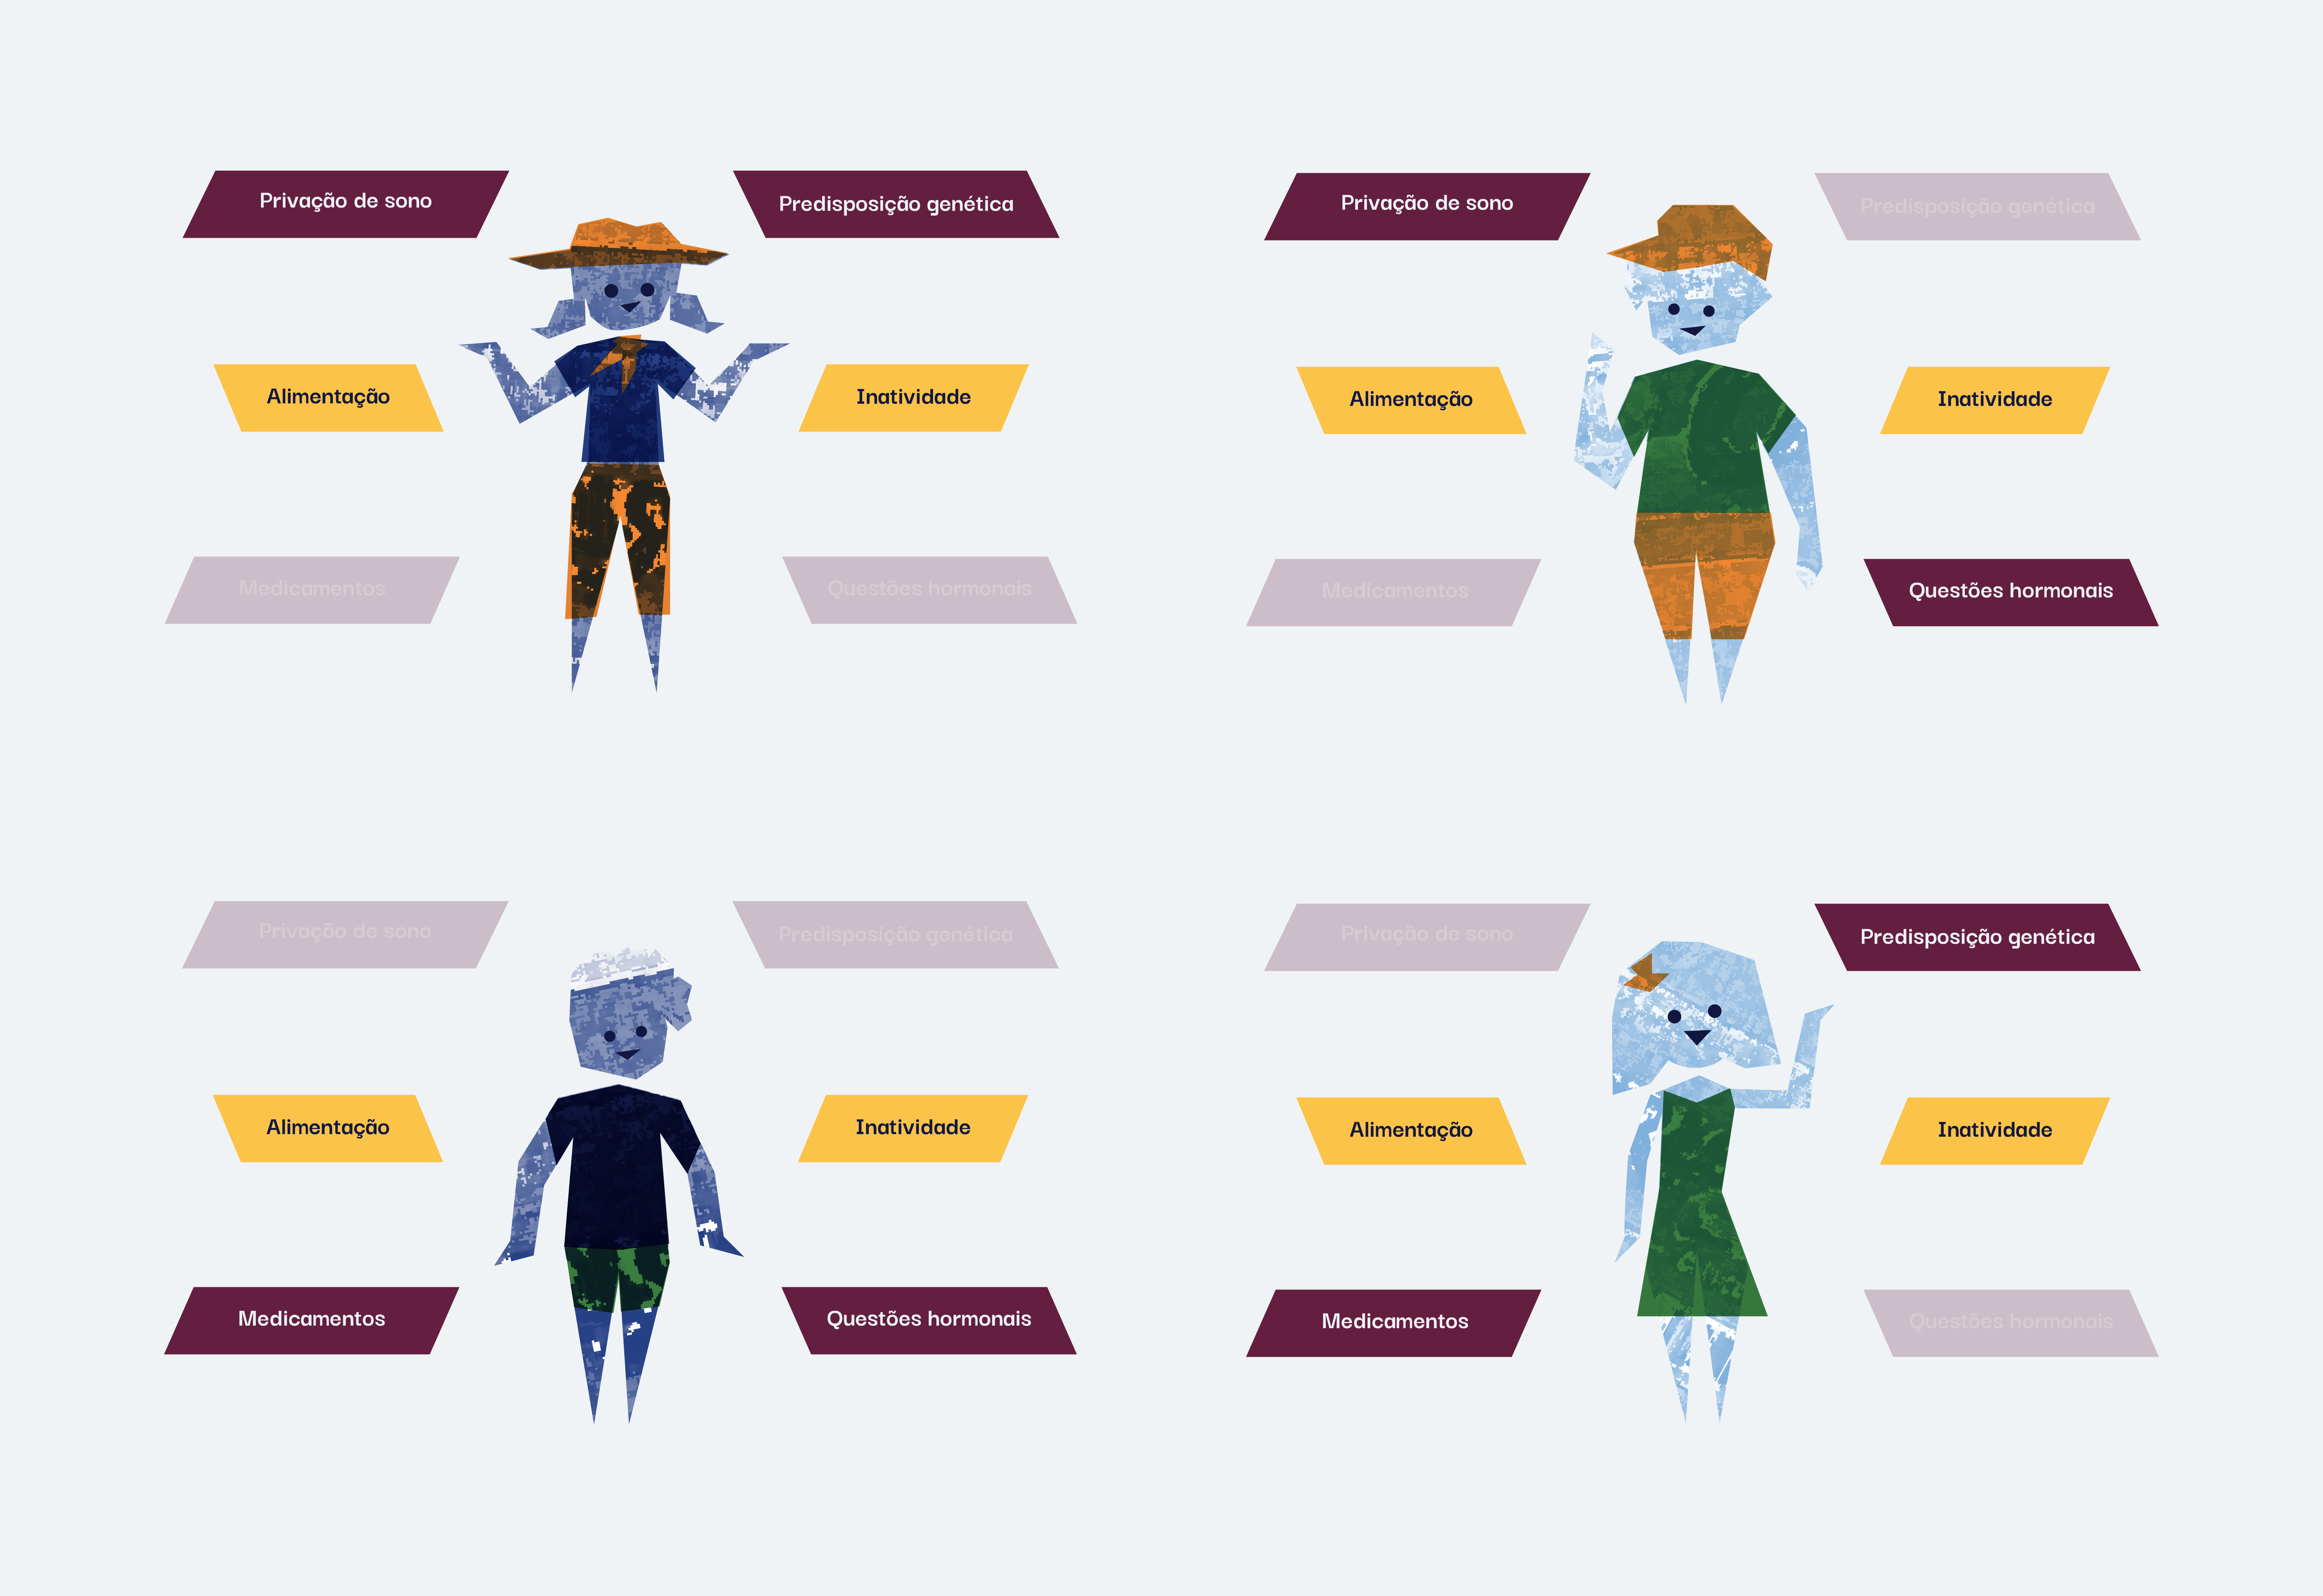 Privação de sono
Predisposição genética
Alimentação
Inatividade
Medicamentos
Questões hormonais
Privação de sono
Predisposição genética
Alimentação
Inatividade
Medicamentos
Questões hormonais
Privação de sono
Predisposição genética
Alimentação
Inatividade
Medicamentos
Questões hormonais
Privação de sono
Predisposição genética
Alimentação
Inatividade
Medicamentos
Questões hormonais